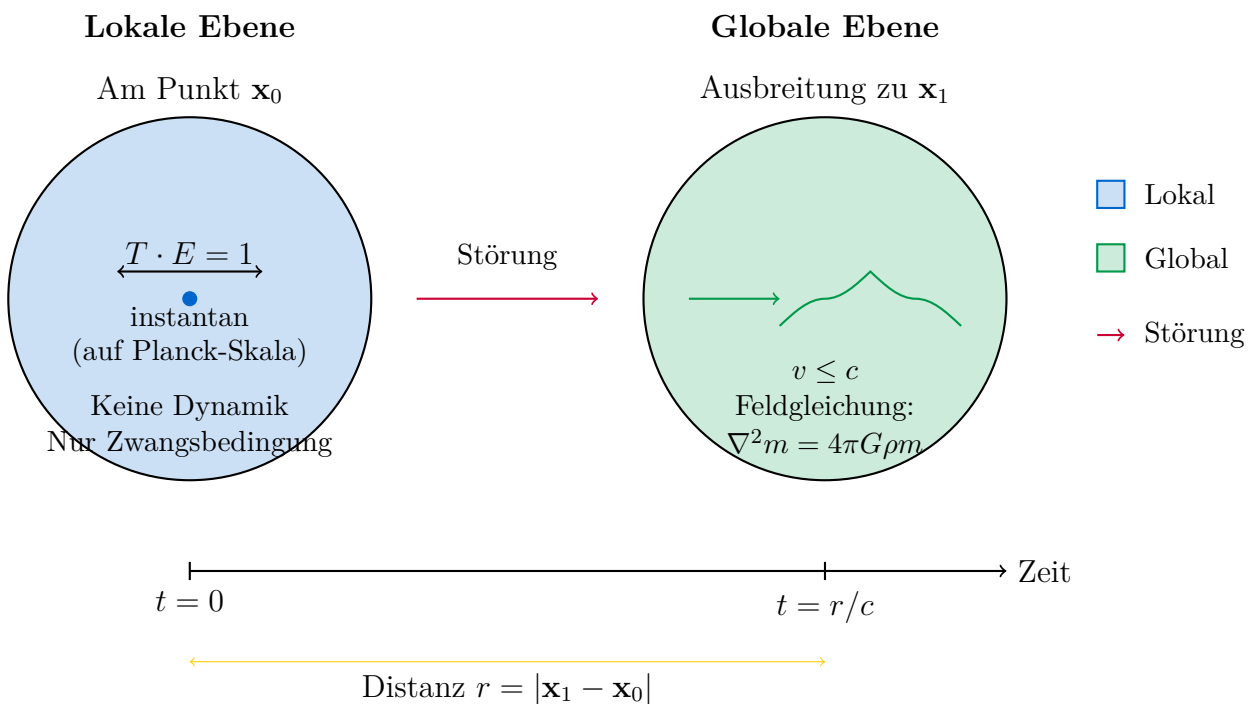 Lokale Ebene
Am Punkt x₀
T · E = 1
instantan
(auf Planck-Skala)
Keine Dynamik
Nur Zwangsbedingung
Störung
Globale Ebene
Ausbreitung zu x₁
v ≤ c
Feldgleichung:
∇²m = 4πGρm
Lokal
Global
Störung
Zeit
t = 0
t = r/c
Distanz r = |x₁ − x₀|